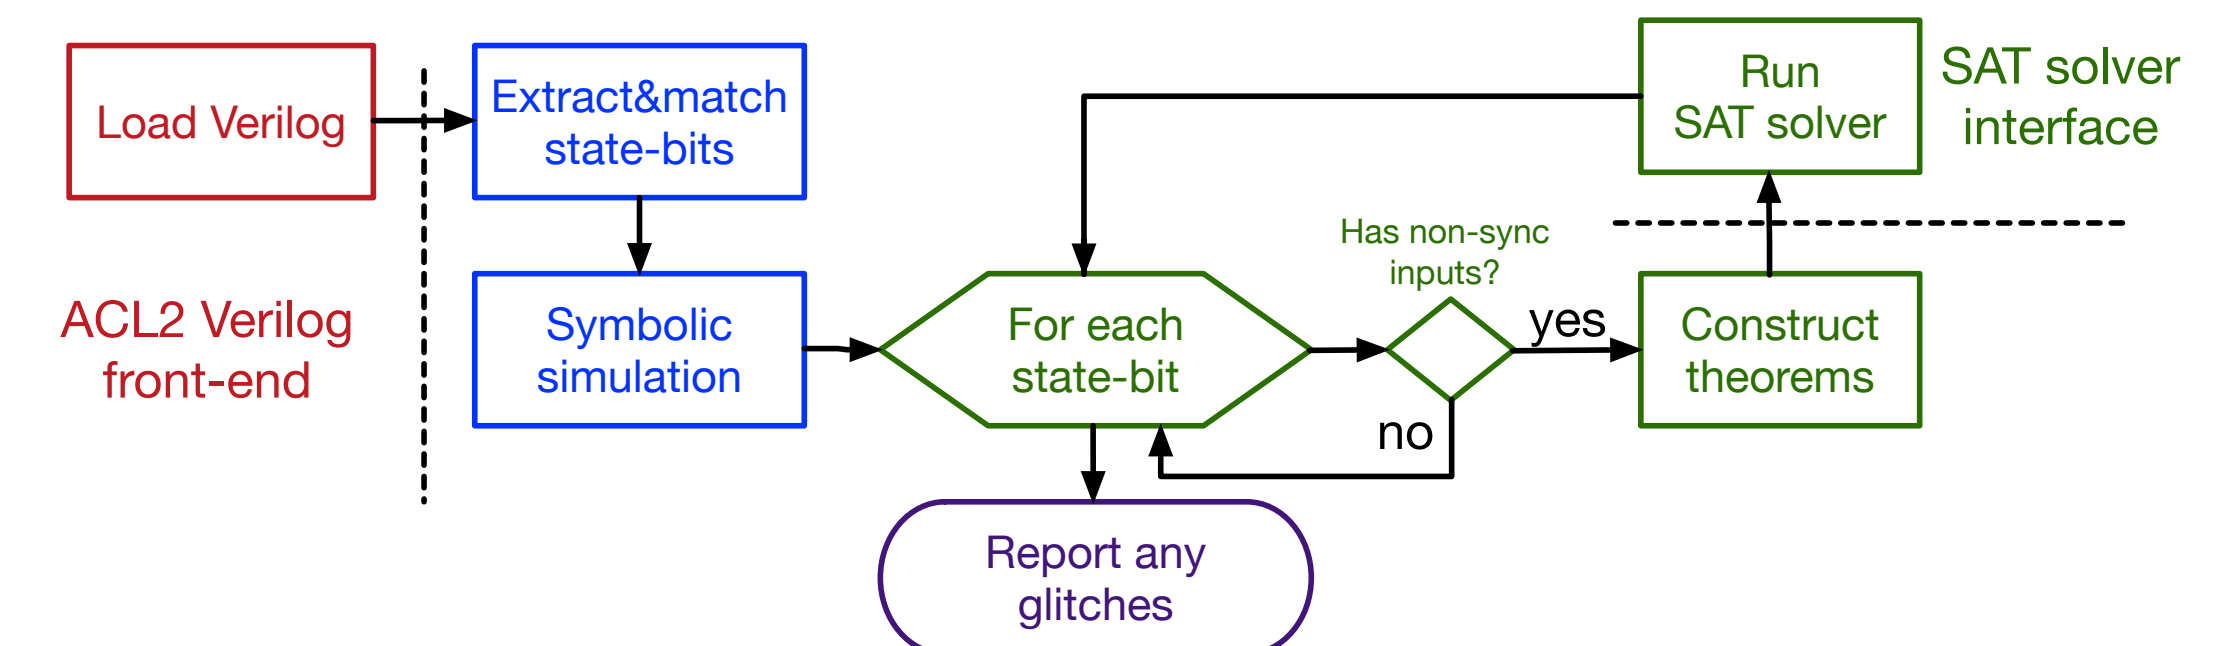 Load Verilog
Extract&match
state-bits
Run
SAT solver
SAT solver
interface
ACL2 Verilog
front-end
Symbolic
simulation
For each
state-bit
Has non-sync
inputs?
yes
no
Construct
theorems
Report any
glitches